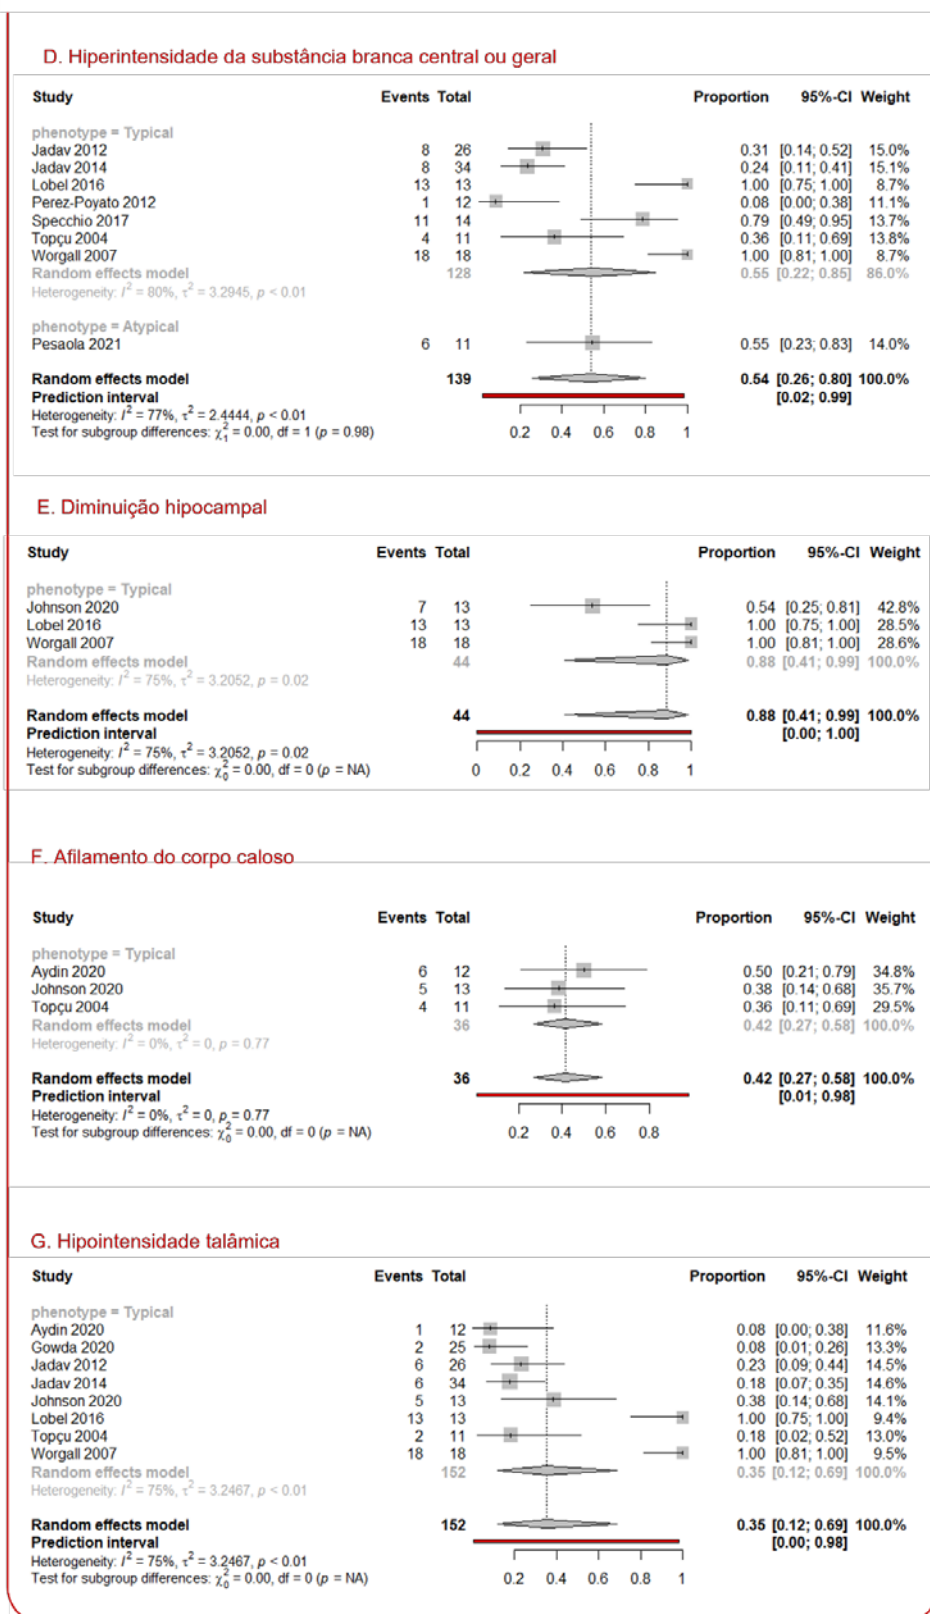 D. Hiperintensidade da substância branca central ou geral
Study Events Total Proportion 95%-CI Weight
phenotype = Typical
Jadav 2012 8 26 0.31 [0.14; 0.52] 15.0%
Jadav 2014 8 34 0.24 [0.11; 0.41] 15.1%
Lobel 2016 13 13 1.00 [0.75; 1.00] 8.7%
Perez-Poyato 2012 1 12 0.08 [0.00; 0.38] 11.1%
Specchio 2017 11 14 0.79 [0.49; 0.95] 13.7%
Topçu 2004 4 11 0.36 [0.11; 0.69] 13.8%
Worgall 2007 18 18 1.00 [0.81; 1.00] 8.7%
Random effects model 128 0.55 [0.22; 0.85] 86.0%
Heterogeneity: I² = 80%, τ² = 3.2945, p < 0.01
phenotype = Atypical
Pesaola 2021 6 11 0.55 [0.23; 0.83] 14.0%
Random effects model 139 0.54 [0.26; 0.80] 100.0%
Prediction interval [0.02; 0.99]
Heterogeneity: I² = 77%, τ² = 2.4444, p < 0.01
Test for subgroup differences: χ²₁ = 0.00, df = 1 (p = 0.98)
0.2 0.4 0.6 0.8 1
E. Diminuição hipocampal
Study Events Total Proportion 95%-CI Weight
phenotype = Typical
Johnson 2020 7 13 0.54 [0.25; 0.81] 42.8%
Lobel 2016 13 13 1.00 [0.75; 1.00] 28.5%
Worgall 2007 18 18 1.00 [0.81; 1.00] 28.6%
Random effects model 44 0.88 [0.41; 0.99] 100.0%
Heterogeneity: I² = 75%, τ² = 3.2052, p = 0.02
Random effects model 44 0.88 [0.41; 0.99] 100.0%
Prediction interval [0.00; 1.00]
Heterogeneity: I² = 75%, τ² = 3.2052, p = 0.02
Test for subgroup differences: χ²₀ = 0.00, df = 0 (p = NA)
0 0.2 0.4 0.6 0.8 1
F. Afilamento do corpo caloso
Study Events Total Proportion 95%-CI Weight
phenotype = Typical
Aydin 2020 6 12 0.50 [0.21; 0.79] 34.8%
Johnson 2020 5 13 0.38 [0.14; 0.68] 35.7%
Topçu 2004 4 11 0.36 [0.11; 0.69] 29.5%
Random effects model 36 0.42 [0.27; 0.58] 100.0%
Heterogeneity: I² = 0%, τ² = 0, p = 0.77
Random effects model 36 0.42 [0.27; 0.58] 100.0%
Prediction interval [0.01; 0.98]
Heterogeneity: I² = 0%, τ² = 0, p = 0.77
Test for subgroup differences: χ²₀ = 0.00, df = 0 (p = NA)
0.2 0.4 0.6 0.8
G. Hipointensidade talâmica
Study Events Total Proportion 95%-CI Weight
phenotype = Typical
Aydin 2020 1 12 0.08 [0.00; 0.38] 11.6%
Gowda 2020 2 25 0.08 [0.01; 0.26] 13.3%
Jadav 2012 6 26 0.23 [0.09; 0.44] 14.5%
Jadav 2014 6 34 0.18 [0.07; 0.35] 14.6%
Johnson 2020 5 13 0.38 [0.14; 0.68] 14.1%
Lobel 2016 13 13 1.00 [0.75; 1.00] 9.4%
Topçu 2004 2 11 0.18 [0.02; 0.52] 13.0%
Worgall 2007 18 18 1.00 [0.81; 1.00] 9.5%
Random effects model 152 0.35 [0.12; 0.69] 100.0%
Heterogeneity: I² = 75%, τ² = 3.2467, p < 0.01
Random effects model 152 0.35 [0.12; 0.69] 100.0%
Prediction interval [0.00; 0.98]
Heterogeneity: I² = 75%, τ² = 3.2467, p < 0.01
Test for subgroup differences: χ²₀ = 0.00, df = 0 (p = NA)
0.2 0.4 0.6 0.8 1